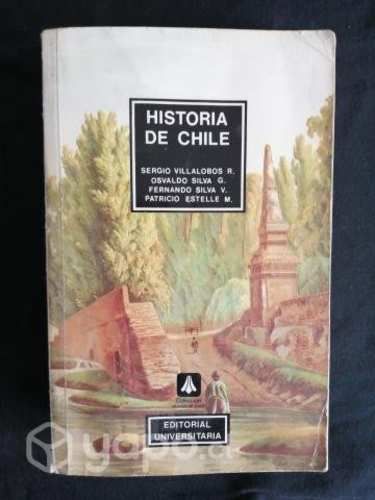 HISTORIA
DE CHILE
SERGIO VILLALOBOS R.
OSVALDO SILVA G.
FERNANDO SILVA V.
PATRICIO ESTELLE M.
EDITORIAL
UNIVERSITARIA